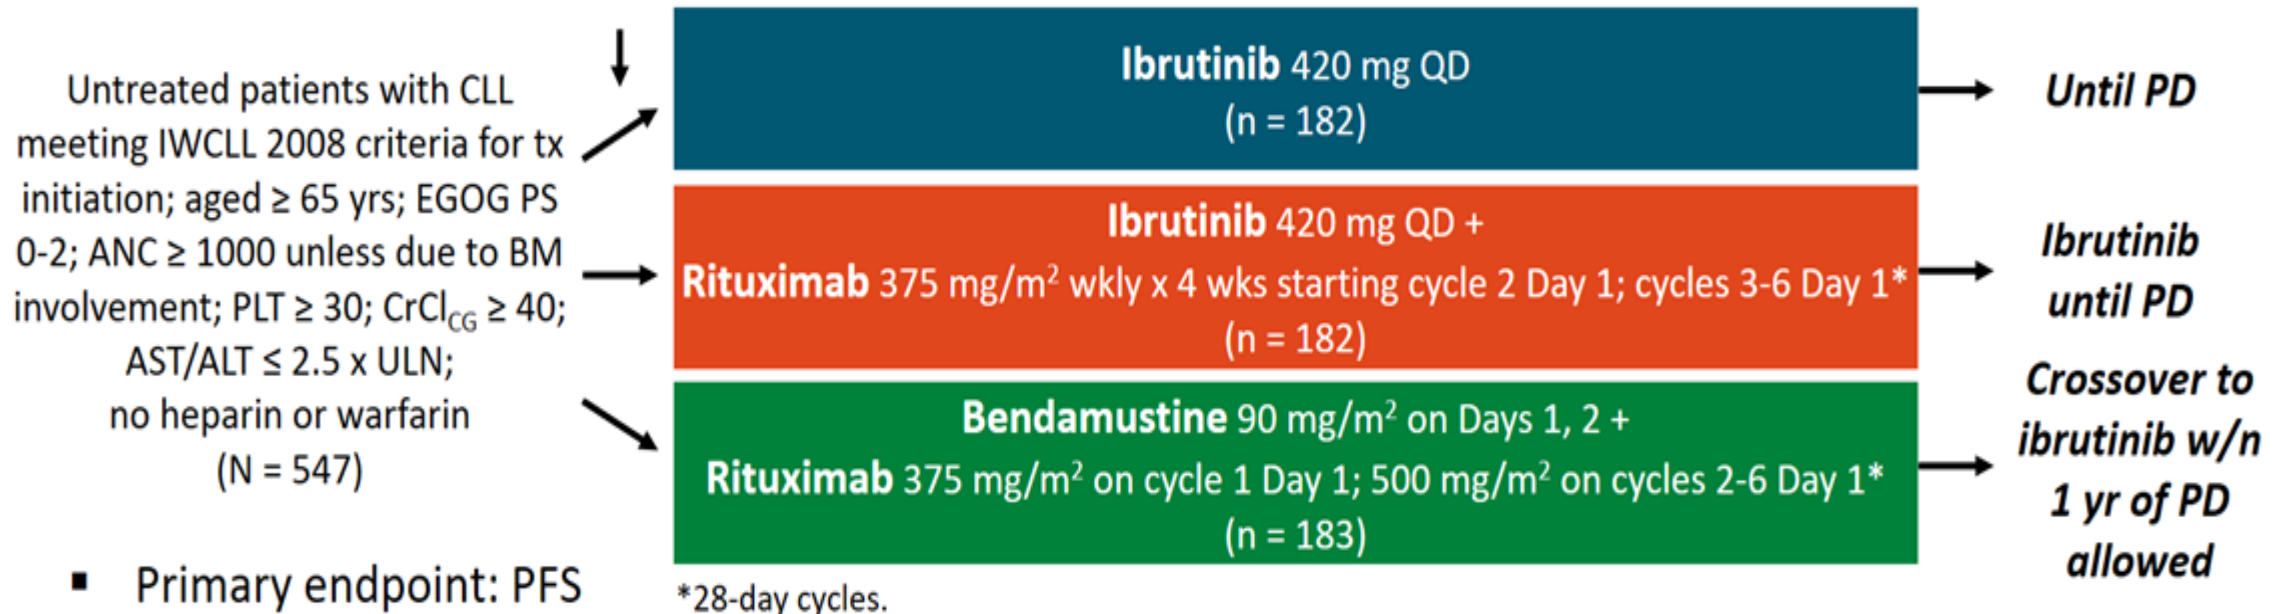 Untreated patients with CLL
meeting IWCLL 2008 criteria for tx
initiation; aged ≥ 65 yrs; EGOG PS
0-2; ANC ≥ 1000 unless due to BM
involvement; PLT ≥ 30; CrCl_CG ≥ 40;
AST/ALT ≤ 2.5 x ULN;
no heparin or warfarin
(N = 547)
▪ Primary endpoint: PFS
Ibrutinib 420 mg QD
(n = 182)
Until PD
Ibrutinib 420 mg QD +
Rituximab 375 mg/m² wkly x 4 wks starting cycle 2 Day 1; cycles 3-6 Day 1*
(n = 182)
Ibrutinib
until PD
Bendamustine 90 mg/m² on Days 1, 2 +
Rituximab 375 mg/m² on cycle 1 Day 1; 500 mg/m² on cycles 2-6 Day 1*
(n = 183)
Crossover to
ibrutinib w/n
1 yr of PD
allowed
*28-day cycles.